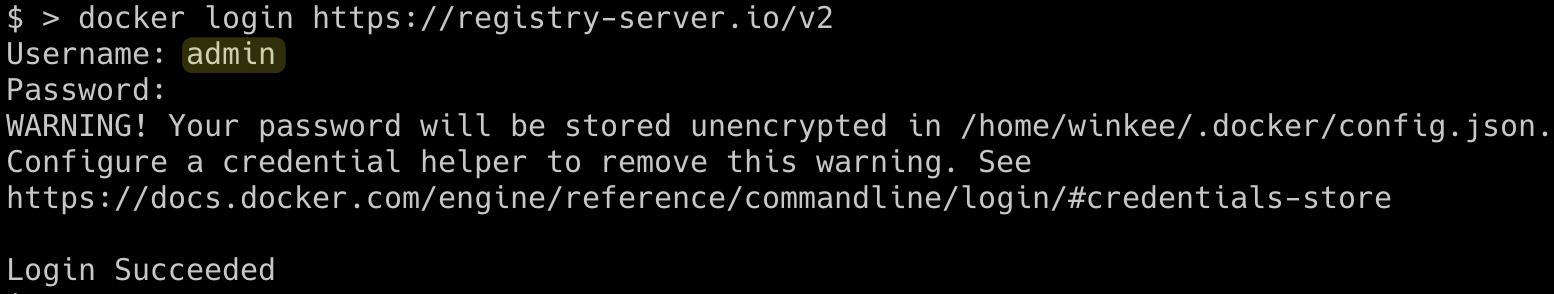 $ > docker login https://registry-server.io/v2
Username: admin
Password:
WARNING! Your password will be stored unencrypted in /home/winkee/.docker/config.json.
Configure a credential helper to remove this warning. See
https://docs.docker.com/engine/reference/commandline/login/#credentials-store
Login Succeeded